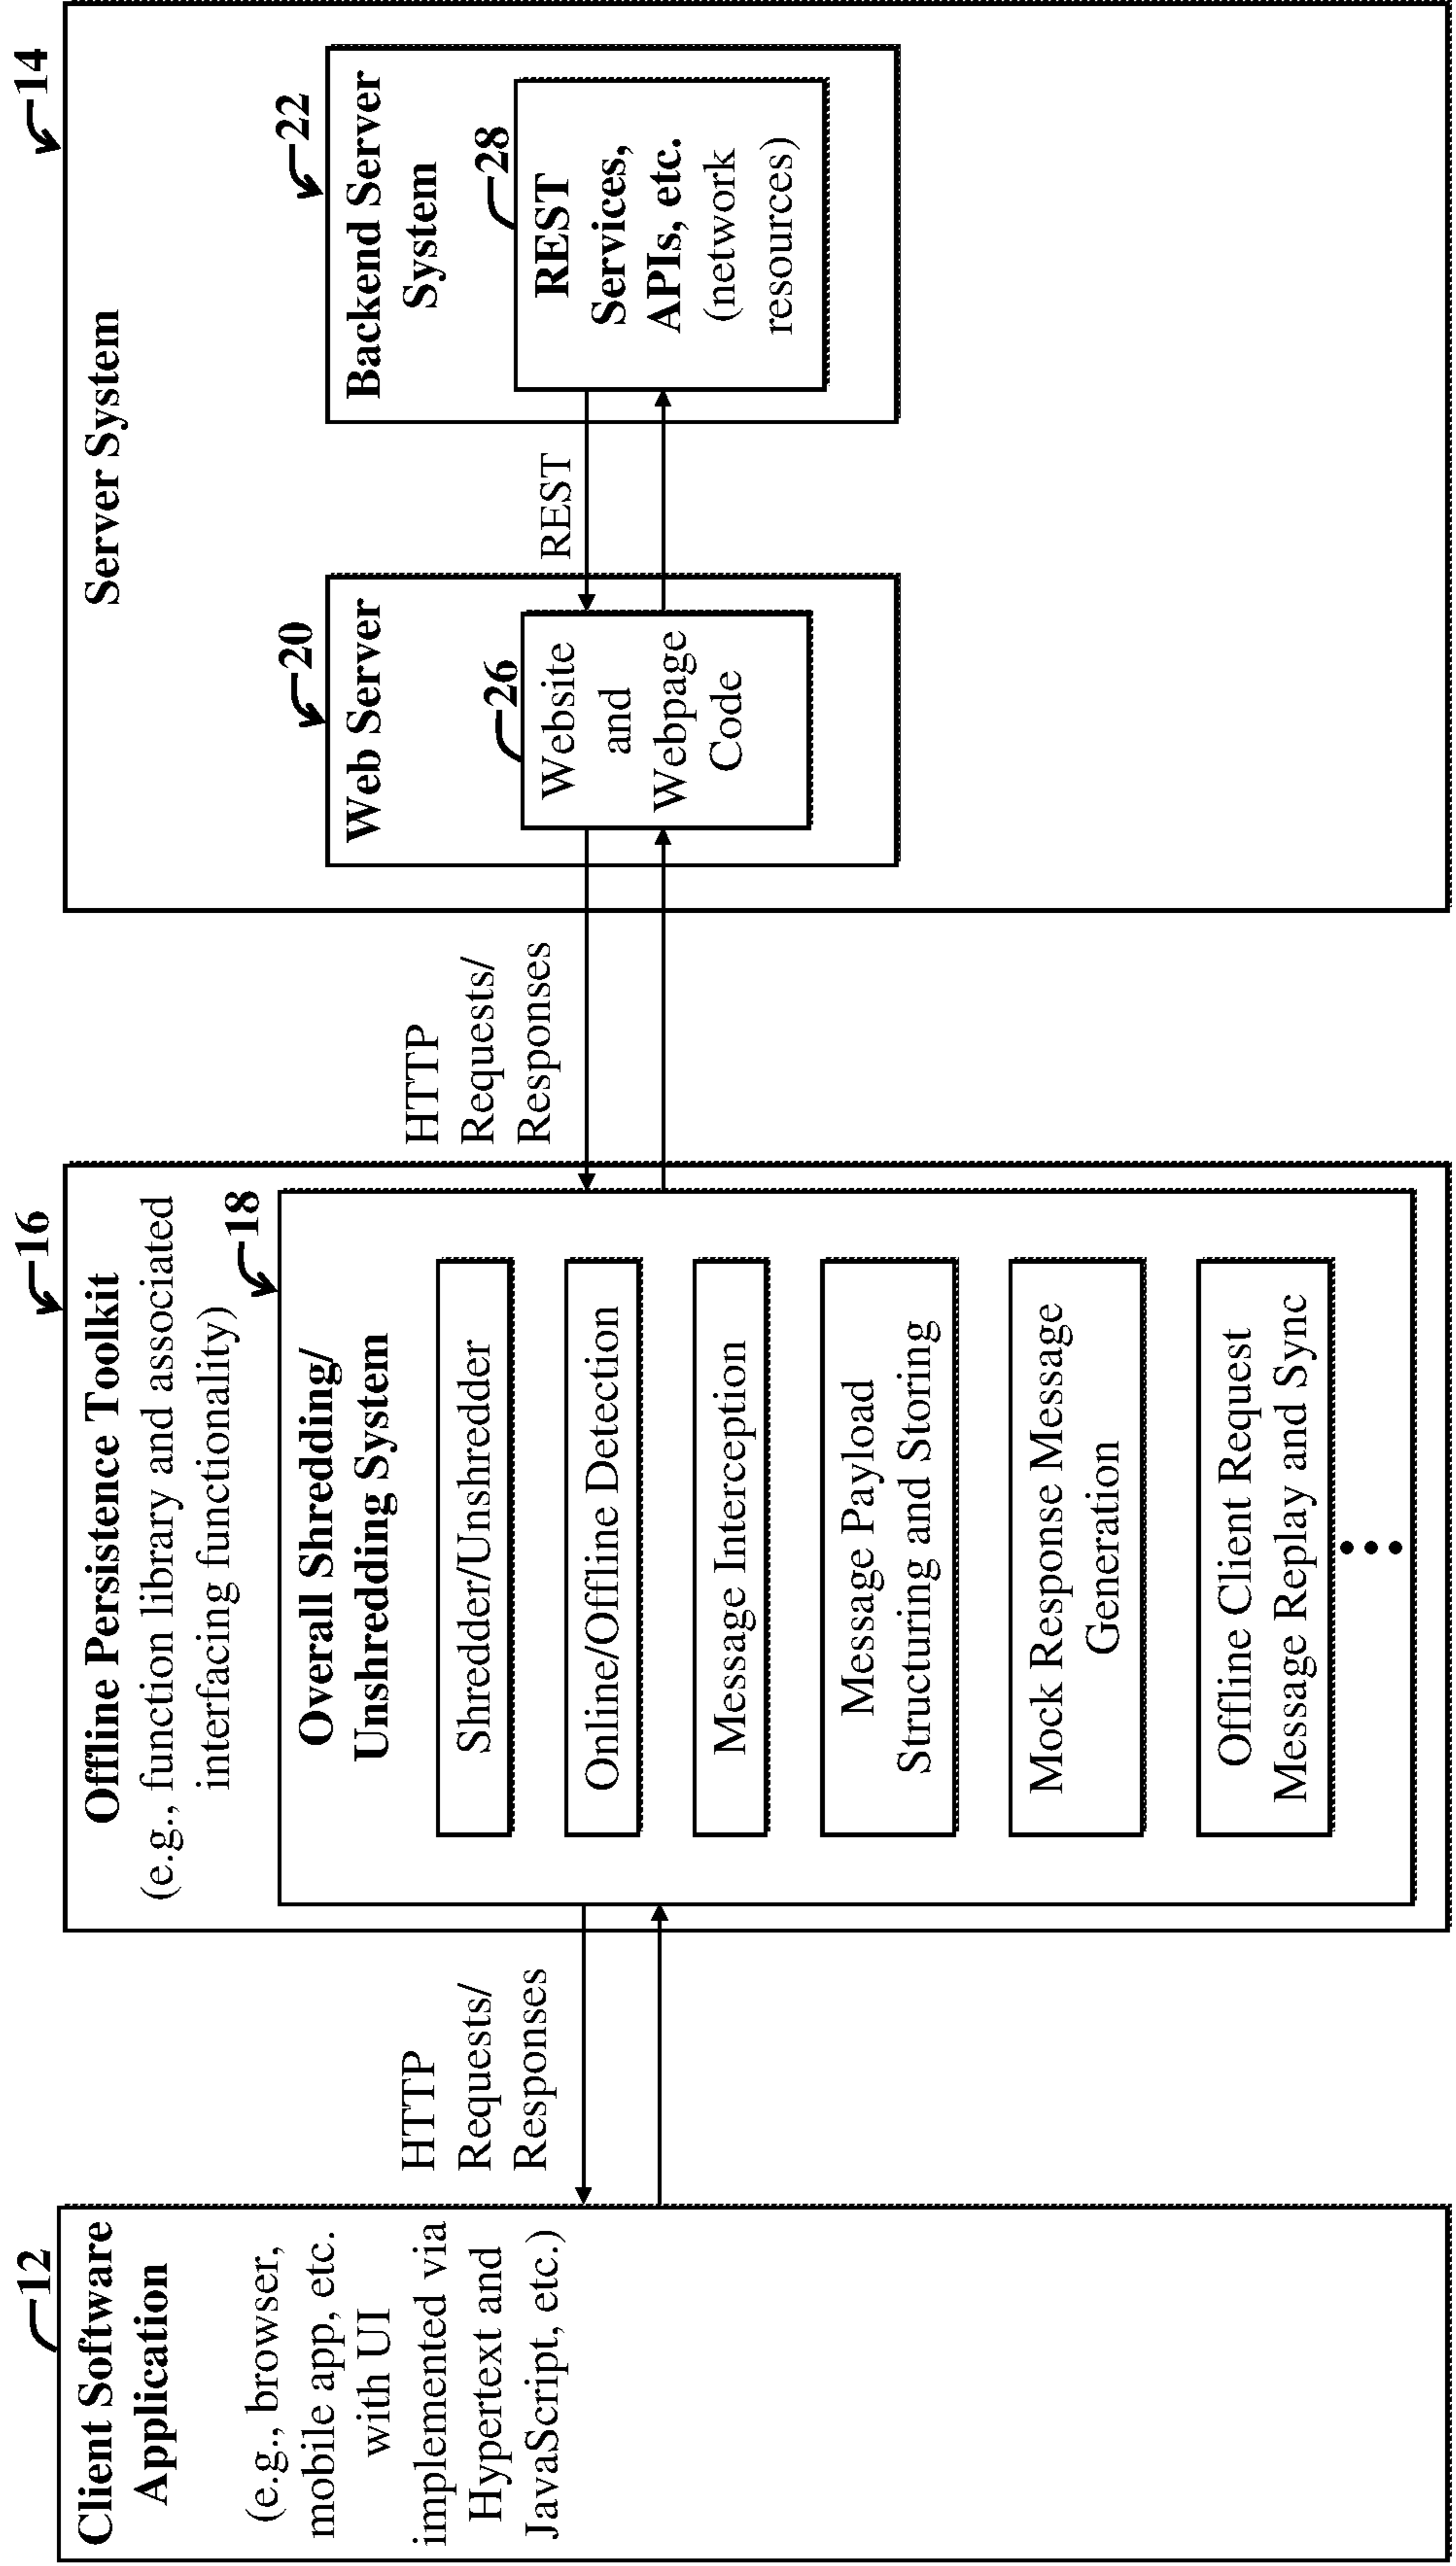 12
Client Software
Application
(e.g., browser,
mobile app, etc.
with UI
implemented via
Hypertext and
JavaScript, etc.)
HTTP
Requests/
Responses
16
Offline Persistence Toolkit
(e.g., function library and associated
interfacing functionality)
18
Overall Shredding/
Unshredding System
Shredder/Unshredder
Online/Offline Detection
Message Interception
Message Payload
Structuring and Storing
Mock Response Message
Generation
Offline Client Request
Message Replay and Sync
HTTP
Requests/
Responses
14
Server System
20
Web Server
26
Website
and
Webpage
Code
REST
22
Backend Server
System
28
REST
Services,
APIs, etc.
(network
resources)